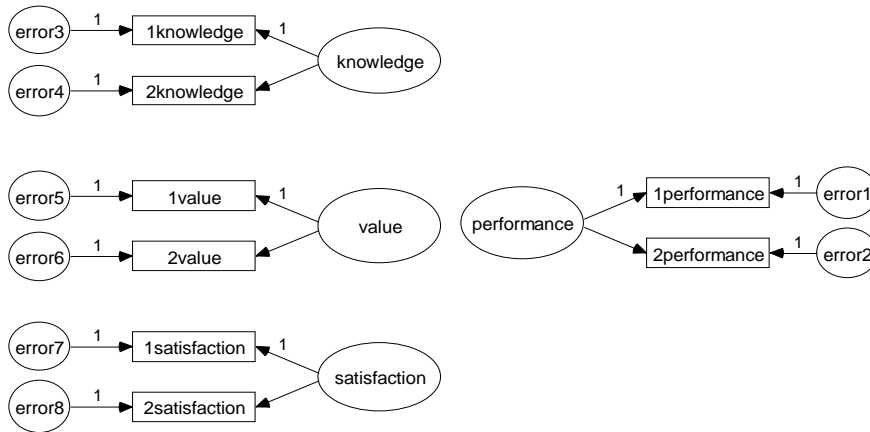 error3 1 1knowledge 1
knowledge
error4 1 2knowledge
error5 1 1value 1
value
error6 1 2value
performance
1 1performance 1 error1
2performance 1 error2
error7 1 1satisfaction 1
satisfaction
error8 1 2satisfaction